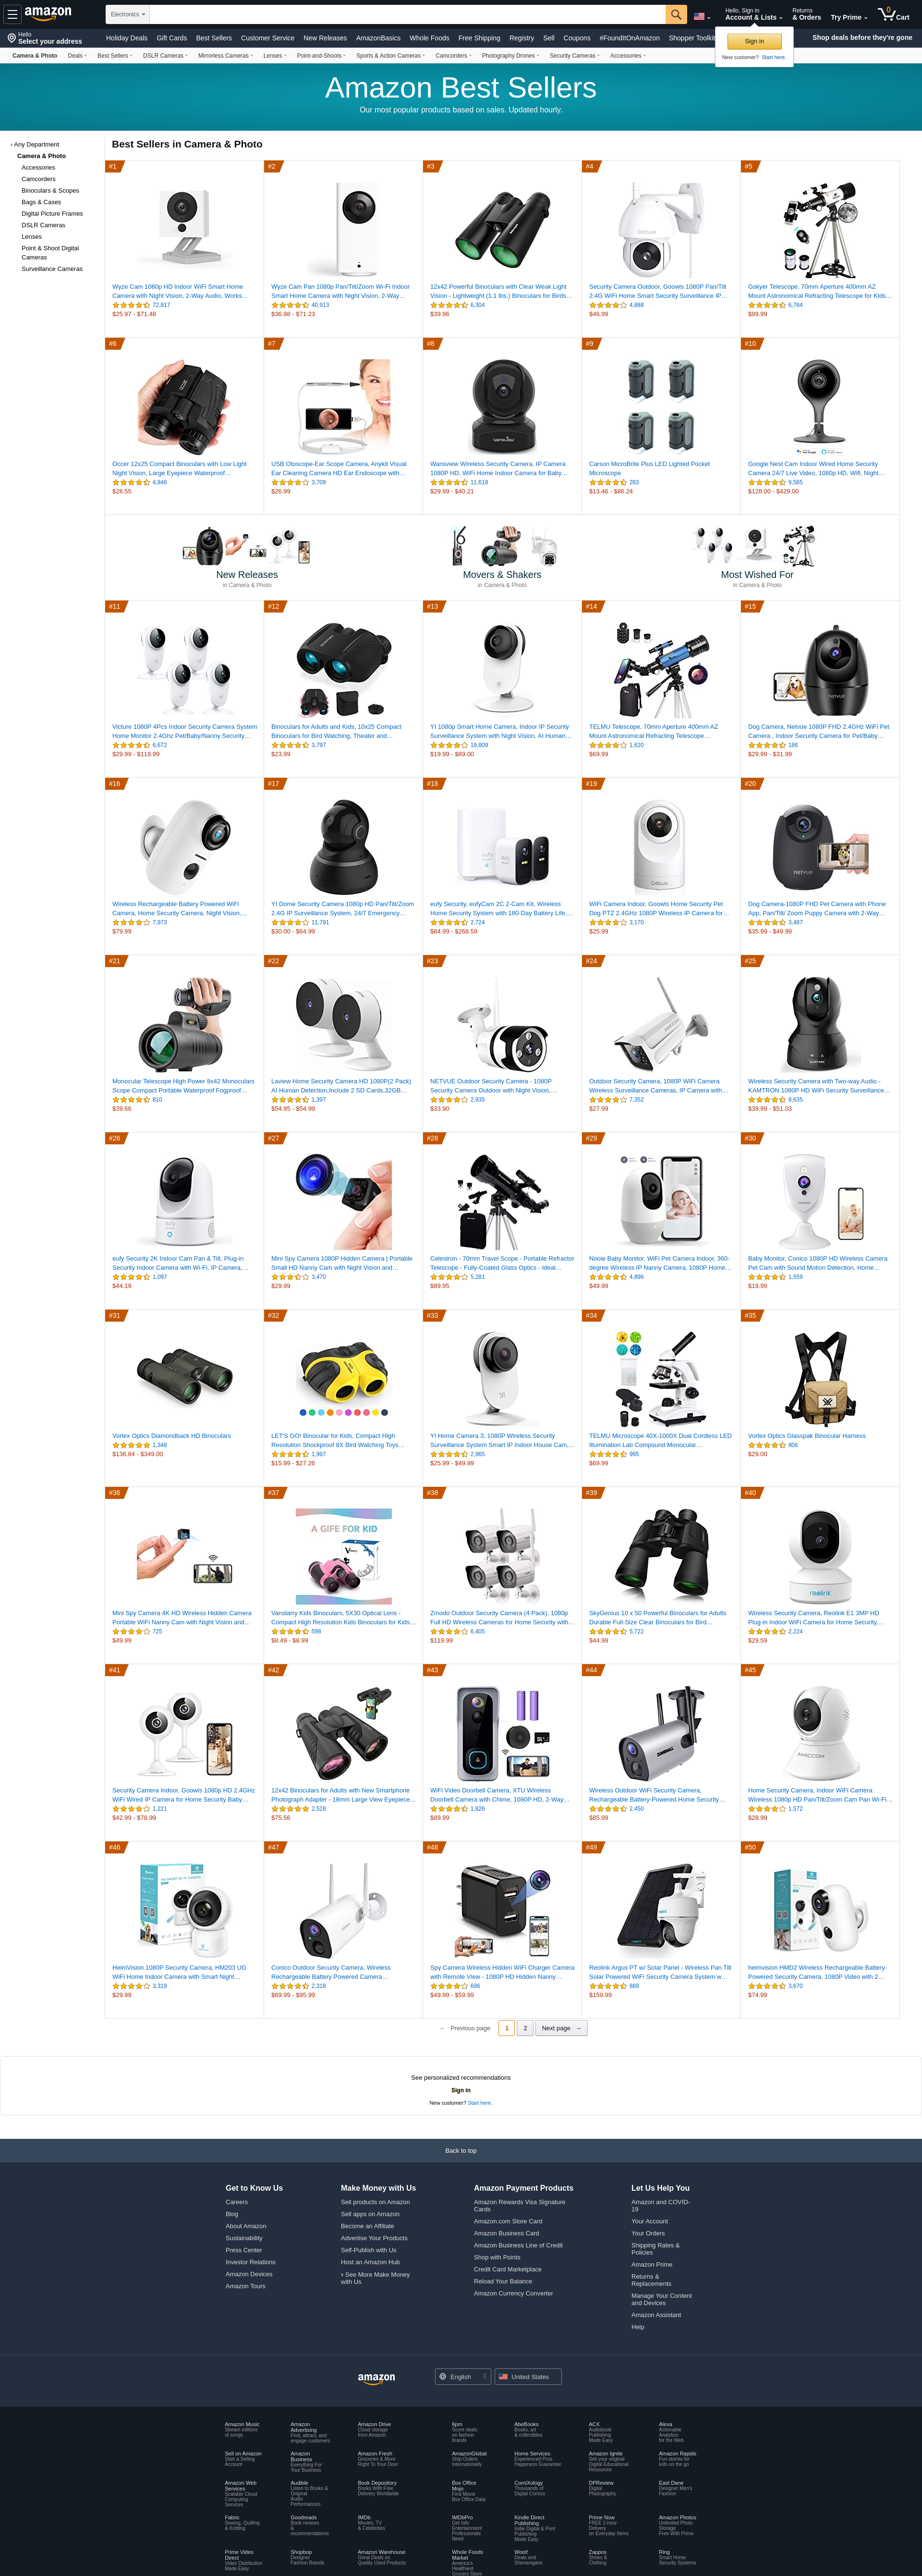 amazon
Electronics
Hello, Sign in
Account & Lists
Returns
& Orders
Try Prime
0
Cart
Hello
Select your address
Holiday Deals Gift Cards Best Sellers Customer Service New Releases AmazonBasics Whole Foods Free Shipping Registry Sell Coupons #FoundItOnAmazon Shopper Toolkit
Shop deals before they're gone
Sign in
New customer? Start here.
Camera & Photo Deals Best Sellers DSLR Cameras Mirrorless Cameras Lenses Point-and-Shoots Sports & Action Cameras Camcorders Photography Drones Security Cameras Accessories
Amazon Best Sellers
Our most popular products based on sales. Updated hourly.
‹ Any Department
Camera & Photo
Accessories
Camcorders
Binoculars & Scopes
Bags & Cases
Digital Picture Frames
DSLR Cameras
Lenses
Point & Shoot Digital
Cameras
Surveillance Cameras
Best Sellers in Camera & Photo
#1
Wyze Cam 1080p HD Indoor WiFi Smart Home
Camera with Night Vision, 2-Way Audio, Works…
72,817
$25.97 - $71.48
#2
Wyze Cam Pan 1080p Pan/Tilt/Zoom Wi-Fi Indoor
Smart Home Camera with Night Vision, 2-Way…
40,913
$36.98 - $71.23
#3
12x42 Powerful Binoculars with Clear Weak Light
Vision - Lightweight (1.1 lbs.) Binoculars for Birds…
6,304
$39.96
#4
Security Camera Outdoor, Goowls 1080P Pan/Tilt
2.4G WiFi Home Smart Security Surveillance IP…
4,888
$46.99
#5
Gskyer Telescope, 70mm Aperture 400mm AZ
Mount Astronomical Refracting Telescope for Kids…
6,784
$99.99
#6
Occer 12x25 Compact Binoculars with Low Light
Night Vision, Large Eyepiece Waterproof…
4,846
$28.55
#7
USB Otoscope-Ear Scope Camera, Anykit Visual
Ear Cleaning Camera HD Ear Endoscope with…
3,709
$26.99
#8
Wansview Wireless Security Camera, IP Camera
1080P HD, WiFi Home Indoor Camera for Baby…
11,618
$29.99 - $40.21
#9
Carson MicroBrite Plus LED Lighted Pocket
Microscope
283
$13.46 - $86.24
#10
Google Nest Cam Indoor Wired Home Security
Camera 24/7 Live Video, 1080p HD, Wifi, Night…
9,565
$128.00 - $429.00
New Releases
in Camera & Photo
Movers & Shakers
in Camera & Photo
Most Wished For
in Camera & Photo
#11
Victure 1080P 4Pcs Indoor Security Camera System
Home Monitor 2.4Ghz Pet/Baby/Nanny Security…
6,672
$29.99 - $119.99
#12
Binoculars for Adults and Kids, 10x25 Compact
Binoculars for Bird Watching, Theater and…
3,797
$23.99
#13
YI 1080p Smart Home Camera, Indoor IP Security
Surveillance System with Night Vision, AI Human…
19,809
$19.99 - $69.00
#14
TELMU Telescope, 70mm Aperture 400mm AZ
Mount Astronomical Refracting Telescope…
1,620
$69.99
#15
Dog Camera, Netvue 1080P FHD 2.4GHz WiFi Pet
Camera , Indoor Security Camera for Pet/Baby…
186
$29.99 - $31.99
#16
Wireless Rechargeable Battery Powered WiFi
Camera, Home Security Camera, Night Vision,…
7,973
$79.99
#17
YI Dome Security Camera 1080p HD Pan/Tilt/Zoom
2.4G IP Surveillance System, 24/7 Emergency…
11,791
$30.00 - $64.99
#18
eufy Security, eufyCam 2C 2-Cam Kit, Wireless
Home Security System with 180-Day Battery Life,…
2,724
$84.99 - $268.59
#19
WiFi Camera Indoor, Goowls Home Security Pet
Dog PTZ 2.4GHz 1080P Wireless IP Camera for…
3,170
$25.99
#20
Dog Camera-1080P FHD Pet Camera with Phone
App, Pan/Tilt/ Zoom Puppy Camera with 2-Way…
3,487
$35.99 - $49.99
#21
Monocular Telescope High Power 8x42 Monoculars
Scope Compact Portable Waterproof Fogproof…
810
$39.66
#22
Laview Home Security Camera HD 1080P(2 Pack)
AI Human Detection,Include 2 SD Cards,32GB…
1,397
$54.95 - $54.99
#23
NETVUE Outdoor Security Camera - 1080P
Security Camera Outdoor with Night Vision,…
2,935
$33.90
#24
Outdoor Security Camera, 1080P WiFi Camera
Wireless Surveillance Cameras, IP Camera with…
7,352
$27.99
#25
Wireless Security Camera with Two-way Audio -
KAMTRON 1080P HD WiFi Security Surveillance…
8,635
$39.99 - $51.03
#26
eufy Security 2K Indoor Cam Pan & Tilt, Plug-in
Security Indoor Camera with Wi-Fi, IP Camera,…
1,097
$44.19
#27
Mini Spy Camera 1080P Hidden Camera | Portable
Small HD Nanny Cam with Night Vision and…
3,470
$29.99
#28
Celestron - 70mm Travel Scope - Portable Refractor
Telescope - Fully-Coated Glass Optics - Ideal…
5,281
$89.95
#29
Nooie Baby Monitor, WiFi Pet Camera Indoor, 360-
degree Wireless IP Nanny Camera, 1080P Home…
4,896
$49.99
#30
Baby Monitor, Conico 1080P HD Wireless Camera
Pet Cam with Sound Motion Detection, Home…
1,559
$19.99
#31
Vortex Optics Diamondback HD Binoculars
1,348
$136.84 - $349.00
#32
LET'S GO! Binocular for Kids, Compact High
Resolution Shockproof 8X Bird Watching Toys…
1,997
$15.99 - $27.26
#33
YI Home Camera 3, 1080P Wireless Security
Surveillance System Smart IP Indoor House Cam,…
2,965
$25.99 - $49.99
#34
TELMU Microscope 40X-1000X Dual Cordless LED
Illumination Lab Compound Monocular…
995
$69.99
#35
Vortex Optics Glasspak Binocular Harness
806
$29.00
#36
Mini Spy Camera 4K HD Wireless Hidden Camera
Portable WiFi Nanny Cam with Night Vision and…
725
$49.99
#37
A GIFE FOR KID
Vanstarry Kids Binoculars, 5X30 Optical Lens -
Compact High Resolution Kids Binoculars for Kids…
598
$8.49 - $8.99
#38
Zmodo Outdoor Security Camera (4 Pack), 1080p
Full HD Wireless Cameras for Home Security with…
6,405
$119.99
#39
SkyGenius 10 x 50 Powerful Binoculars for Adults
Durable Full-Size Clear Binoculars for Bird…
5,722
$44.99
#40
reolink
Wireless Security Camera, Reolink E1 3MP HD
Plug-in Indoor WiFi Camera for Home Security,…
2,224
$29.59
#41
Security Camera Indoor, Goowls 1080p HD 2.4GHz
WiFi Wired IP Camera for Home Security Baby…
1,221
$42.99 - $78.99
#42
12x42 Binoculars for Adults with New Smartphone
Photograph Adapter - 18mm Large View Eyepiece…
2,528
$75.56
#43
WiFi Video Doorbell Camera, XTU Wireless
Doorbell Camera with Chime, 1080P HD, 2-Way…
1,826
$89.99
#44
Wireless Outdoor WiFi Security Camera,
Rechargeable Battery-Powered Home Security…
2,450
$85.99
#45
AMICCOM
Home Security Camera, Indoor WiFi Camera
Wireless 1080p HD Pan/Tilt/Zoom Cam Pan Wi-Fi…
1,572
$28.99
#46
HeimVision 1080P Security Camera, HM203 UG
WiFi Home Indoor Camera with Smart Night…
3,319
$29.99
#47
Conico Outdoor Security Camera, Wireless
Rechargeable Battery Powered Camera…
2,318
$69.99 - $95.99
#48
Spy Camera Wireless Hidden WiFi Charger Camera
with Remote View - 1080P HD Hidden Nanny…
696
$49.99 - $59.99
#49
Reolink Argus PT w/ Solar Panel - Wireless Pan Tilt
Solar Powered WiFi Security Camera System w…
889
$159.99
#50
heimvision HMD2 Wireless Rechargeable Battery-
Powered Security Camera, 1080P Video with 2…
3,670
$74.99
← Previous page 1 2 Next page →
See personalized recommendations
Sign in
New customer? Start here.
Back to top
Get to Know Us
Careers
Blog
About Amazon
Sustainability
Press Center
Investor Relations
Amazon Devices
Amazon Tours
Make Money with Us
Sell products on Amazon
Sell apps on Amazon
Become an Affiliate
Advertise Your Products
Self-Publish with Us
Host an Amazon Hub
› See More Make Money
with Us
Amazon Payment Products
Amazon Rewards Visa Signature
Cards
Amazon.com Store Card
Amazon Business Card
Amazon Business Line of Credit
Shop with Points
Credit Card Marketplace
Reload Your Balance
Amazon Currency Converter
Let Us Help You
Amazon and COVID-
19
Your Account
Your Orders
Shipping Rates &
Policies
Amazon Prime
Returns &
Replacements
Manage Your Content
and Devices
Amazon Assistant
Help
amazon
English
United States
Amazon Music
Stream millions
of songs
Amazon
Advertising
Find, attract, and
engage customers
Amazon Drive
Cloud storage
from Amazon
6pm
Score deals
on fashion
brands
AbeBooks
Books, art
& collectibles
ACX
Audiobook
Publishing
Made Easy
Alexa
Actionable
Analytics
for the Web
Sell on Amazon
Start a Selling
Account
Amazon
Business
Everything For
Your Business
Amazon Fresh
Groceries & More
Right To Your Door
AmazonGlobal
Ship Orders
Internationally
Home Services
Experienced Pros
Happiness Guarantee
Amazon Ignite
Sell your original
Digital Educational
Resources
Amazon Rapids
Fun stories for
kids on the go
Amazon Web
Services
Scalable Cloud
Computing
Services
Audible
Listen to Books &
Original
Audio
Performances
Book Depository
Books With Free
Delivery Worldwide
Box Office
Mojo
Find Movie
Box Office Data
ComiXology
Thousands of
Digital Comics
DPReview
Digital
Photography
East Dane
Designer Men's
Fashion
Fabric
Sewing, Quilting
& Knitting
Goodreads
Book reviews
&
recommendations
IMDb
Movies, TV
& Celebrities
IMDbPro
Get Info
Entertainment
Professionals
Need
Kindle Direct
Publishing
Indie Digital & Print
Publishing
Made Easy
Prime Now
FREE 2-hour
Delivery
on Everyday Items
Amazon Photos
Unlimited Photo
Storage
Free With Prime
Prime Video
Direct
Video Distribution
Made Easy
Shopbop
Designer
Fashion Brands
Amazon Warehouse
Great Deals on
Quality Used Products
Whole Foods
Market
America's
Healthiest
Grocery Store
Woot!
Deals and
Shenanigans
Zappos
Shoes &
Clothing
Ring
Smart Home
Security Systems